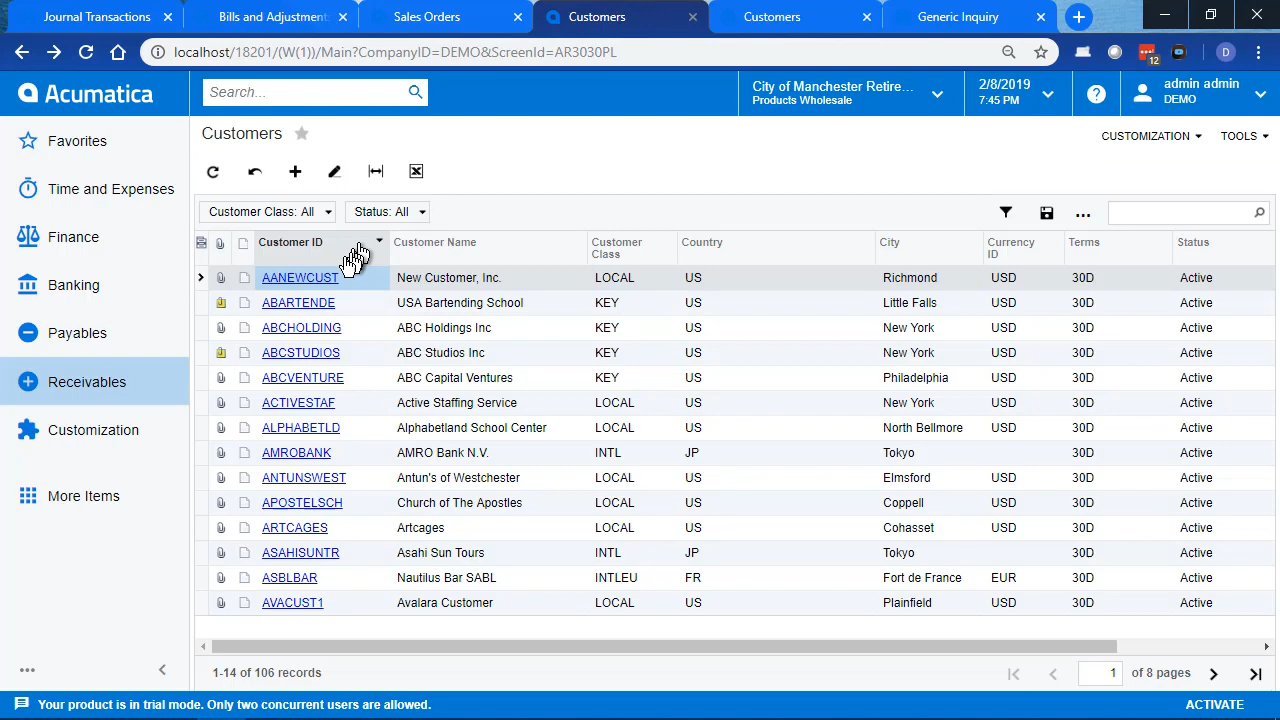 Journal Transactions
Bills and Adjustment
Sales Orders
Customers
Customers
Generic Inquiry
localhost/18201/(W(1))/Main?CompanyID=DEMO&ScreenId=AR3030PL
12
D
Acumatica
Search...
City of Manchester Retire...
Products Wholesale
2/8/2019
7:45 PM
admin admin
DEMO
Favorites
Time and Expenses
Finance
Banking
Payables
Receivables
Customization
More Items
Customers
CUSTOMIZATION
TOOLS
Customer Class: All
Status: All
Customer ID Customer Name Customer Class Country City Currency ID Terms Status
AANEWCUST New Customer, Inc. LOCAL US Richmond USD 30D Active
ABARTENDE USA Bartending School KEY US Little Falls USD 30D Active
ABCHOLDING ABC Holdings Inc KEY US New York USD 30D Active
ABCSTUDIOS ABC Studios Inc KEY US New York USD 30D Active
ABCVENTURE ABC Capital Ventures KEY US Philadelphia USD 30D Active
ACTIVESTAF Active Staffing Service LOCAL US New York USD 30D Active
ALPHABETLD Alphabetland School Center LOCAL US North Bellmore USD 30D Active
AMROBANK AMRO Bank N.V. INTL JP Tokyo 30D Active
ANTUNSWEST Antun's of Westchester LOCAL US Elmsford USD 30D Active
APOSTELSCH Church of The Apostles LOCAL US Coppell USD 30D Active
ARTCAGES Artcages LOCAL US Cohasset USD 30D Active
ASAHISUNTR Asahi Sun Tours INTL JP Tokyo 30D Active
ASBLBAR Nautilus Bar SABL INTLEU FR Fort de France EUR 30D Active
AVACUST1 Avalara Customer LOCAL US Plainfield USD 30D Active
1-14 of 106 records
1 of 8 pages
Your product is in trial mode. Only two concurrent users are allowed.
ACTIVATE